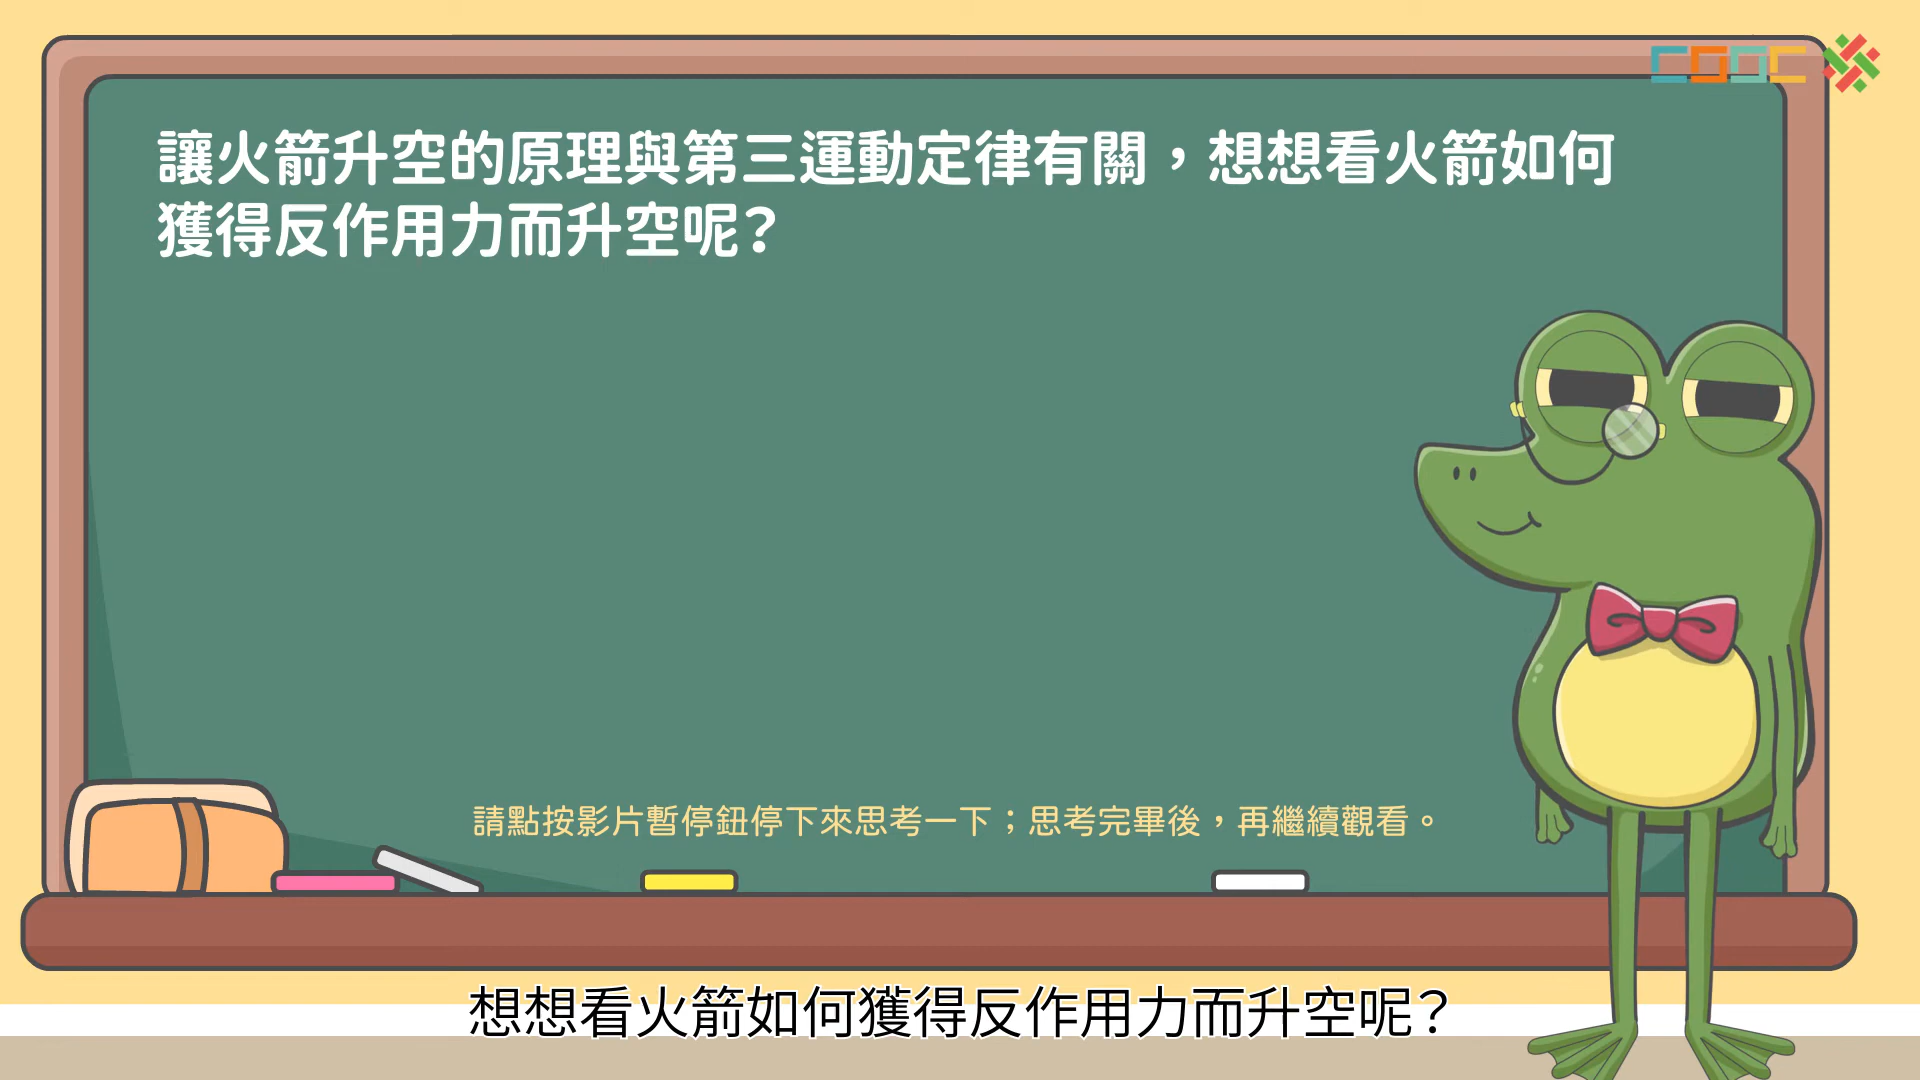 讓火箭升空的原理與第三運動定律有關，想想看火箭如何
獲得反作用力而升空呢？
請點按影片暫停鈕停下來思考一下；思考完畢後，再繼續觀看。
想想看火箭如何獲得反作用力而升空呢？